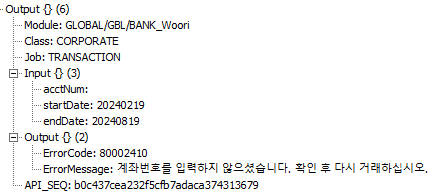 Output {} (6)
Module: GLOBAL/GBL/BANK_Woori
Class: CORPORATE
Job: TRANSACTION
Input {} (3)
acctNum:
startDate: 20240219
endDate: 20240819
Output {} (2)
ErrorCode: 80002410
ErrorMessage: 계좌번호를 입력하지 않으셨습니다. 확인 후 다시 거래하십시오.
API_SEQ: b0c437cea232f5cfb7adaca374313679